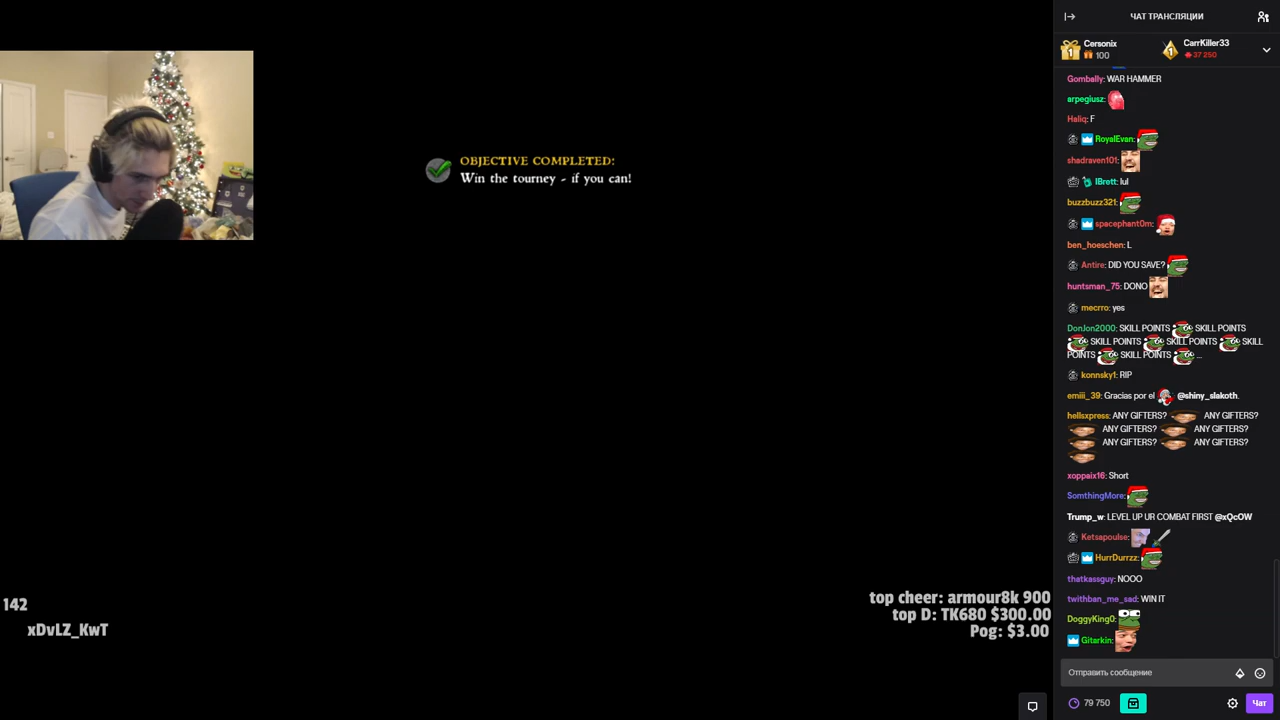 OBJECTIVE COMPLETED:
Win the tourney - if you can!
142
xDvLZ_KwT
top cheer: armour8k 900
top D: TK680 $300.00
Pog: $3.00
ЧАТ ТРАНСЛЯЦИИ
1 Cersonix
100
1 CarrKiller33
37 250
Gombally: WAR HAMMER
arpegiusz:
Haliq: F
RoyalEvan:
shadraven101:
IBrett: lul
buzzbuzz321:
spacephant0m:
ben_hoeschen: L
Antire: DID YOU SAVE?
huntsman_75: DONO
mecrro: yes
DonJon2000: SKILL POINTS SKILL POINTS
SKILL POINTS SKILL POINTS SKILL
POINTS SKILL POINTS ...
konnsky1: RIP
emiii_39: Gracias por el @shiny_slakoth.
hellsxpress: ANY GIFTERS? ANY GIFTERS?
ANY GIFTERS? ANY GIFTERS?
ANY GIFTERS? ANY GIFTERS?
xoppaix16: Short
SomthingMore:
Trump_w: LEVEL UP UR COMBAT FIRST @xQcOW
Ketsapoulse:
HurrDurrzz:
thatkassguy: NOOO
twithban_me_sad: WIN IT
DoggyKing0:
Gitarkin:
Отправить сообщение
79 750
Чат